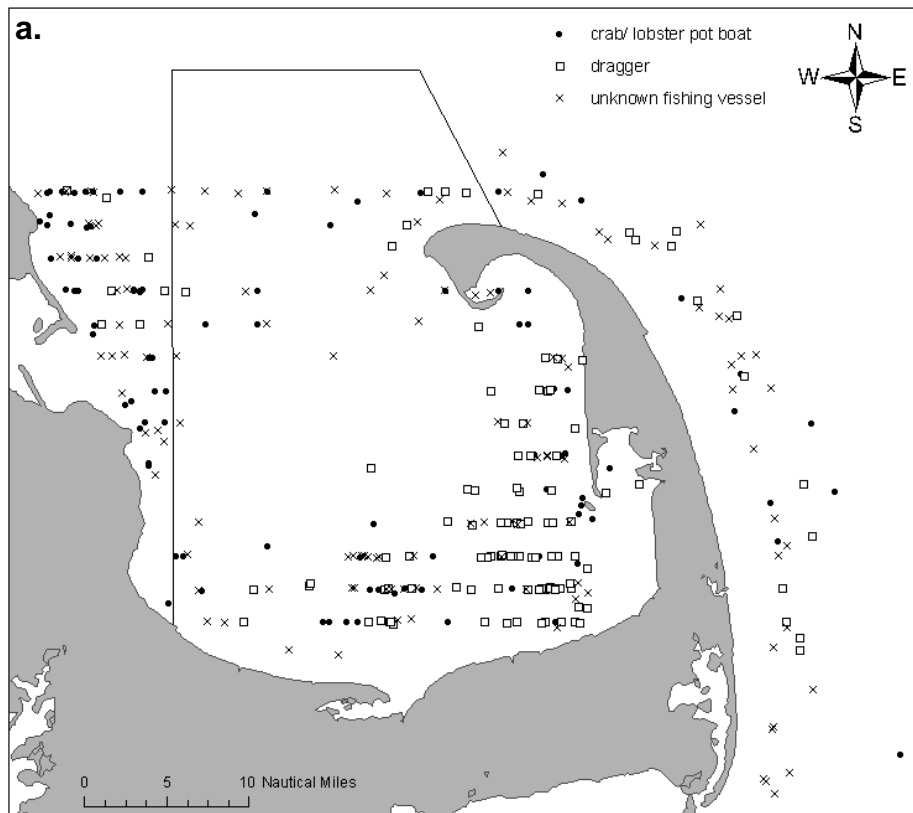 a.
crab/ lobster pot boat
dragger
unknown fishing vessel
N
W E
S
0 5 10 Nautical Miles